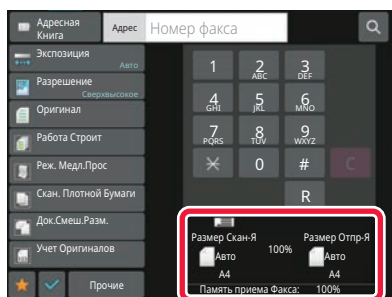 Адресная
Книга
Адрес
Номер факса
Экспозиция
Авто
Разрешение
Сверхвысокое
Оригинал
Работа Строит
Реж. Медл.Прос
Скан. Плотной Бумаги
Док.Смеш.Разм.
Учет Оригиналов
Прочие
1
2
ABC
3
DEF
4
GHI
5
JKL
6
MNO
7
PQRS
8
TUV
9
WXYZ
0
#
C
R
Размер Скан-Я
Размер Отпр-Я
100%
Авто
Авто
A4
A4
Память приема Факса: 100%